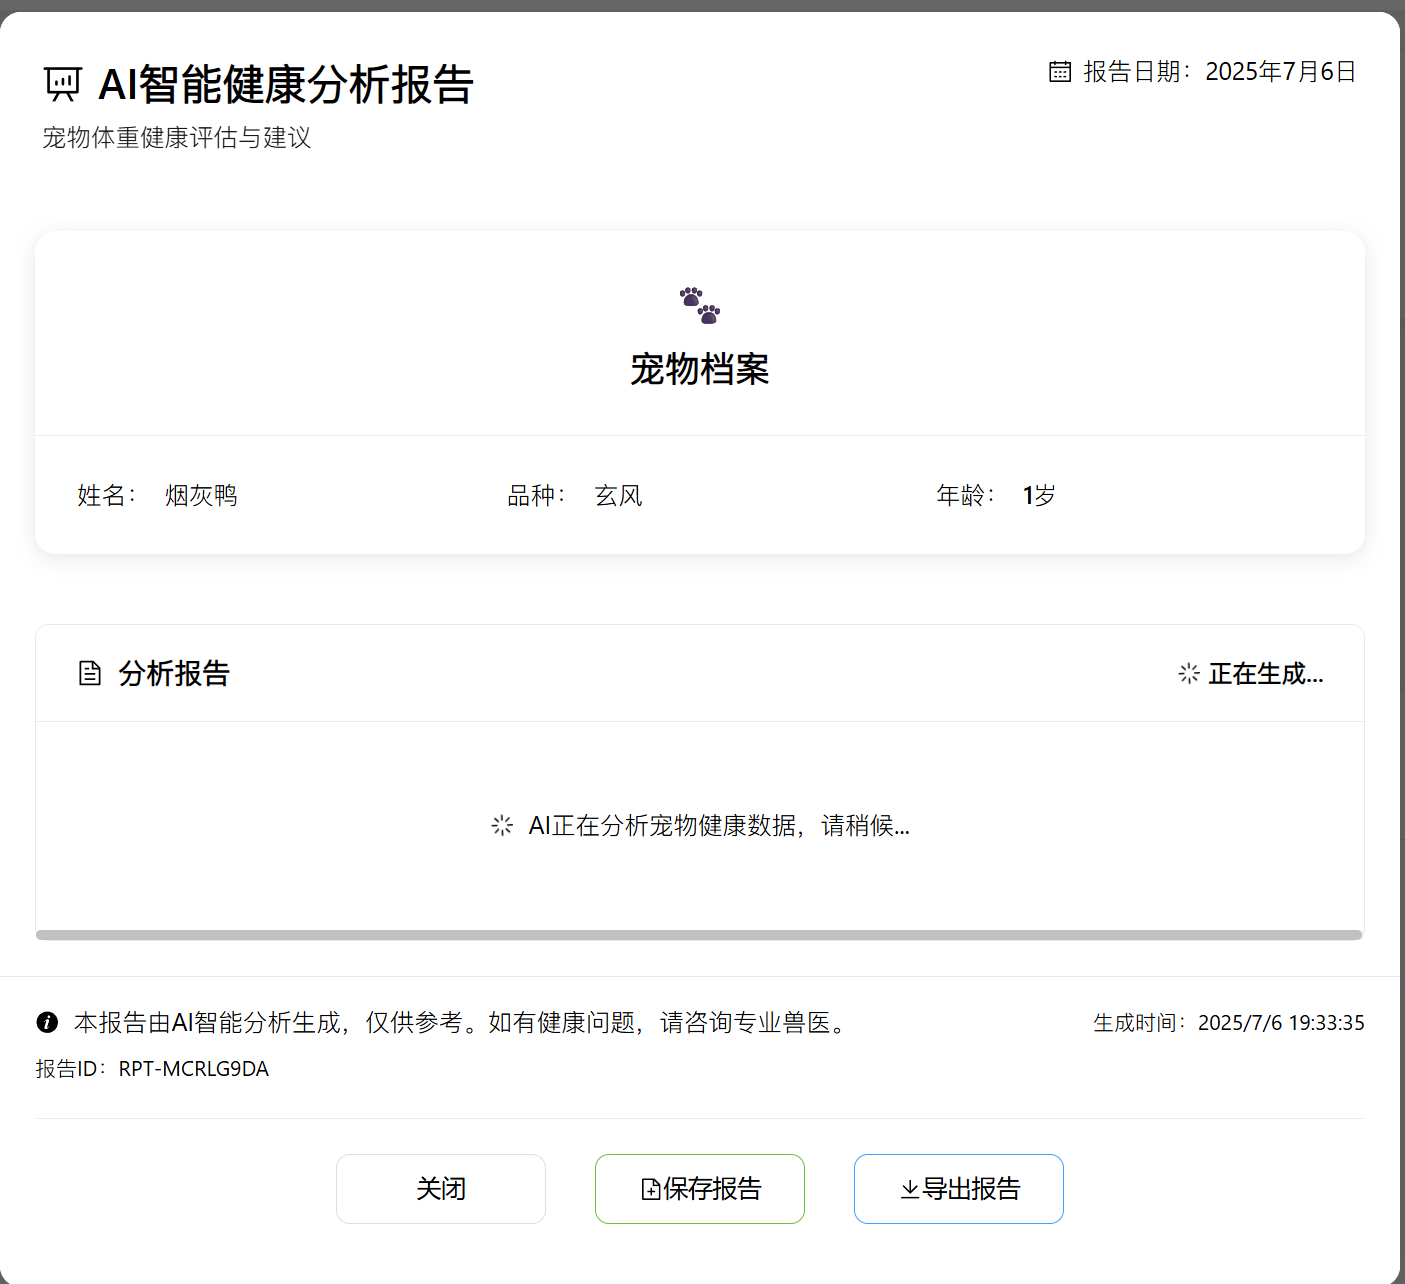 AI智能健康分析报告
报告日期：2025年7月6日
宠物体重健康评估与建议
宠物档案
姓名： 烟灰鸭 品种： 玄风 年龄： 1岁
分析报告
正在生成...
AI正在分析宠物健康数据，请稍候...
本报告由AI智能分析生成，仅供参考。如有健康问题，请咨询专业兽医。
生成时间：2025/7/6 19:33:35
报告ID：RPT-MCRLG9DA
关闭
保存报告
导出报告